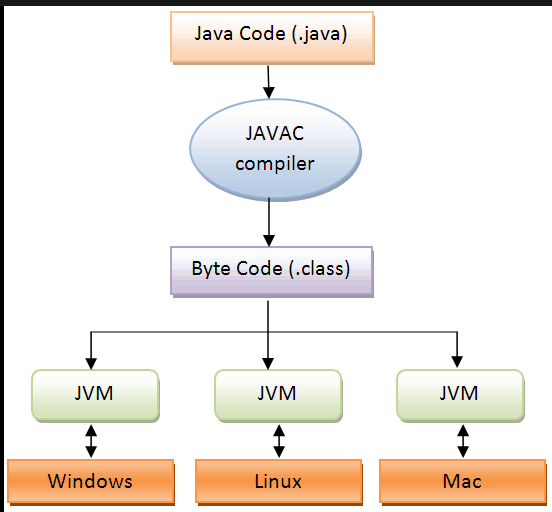 Java Code (.java)
JAVAC
compiler
Byte Code (.class)
JVM
JVM
JVM
Windows
Linux
Mac